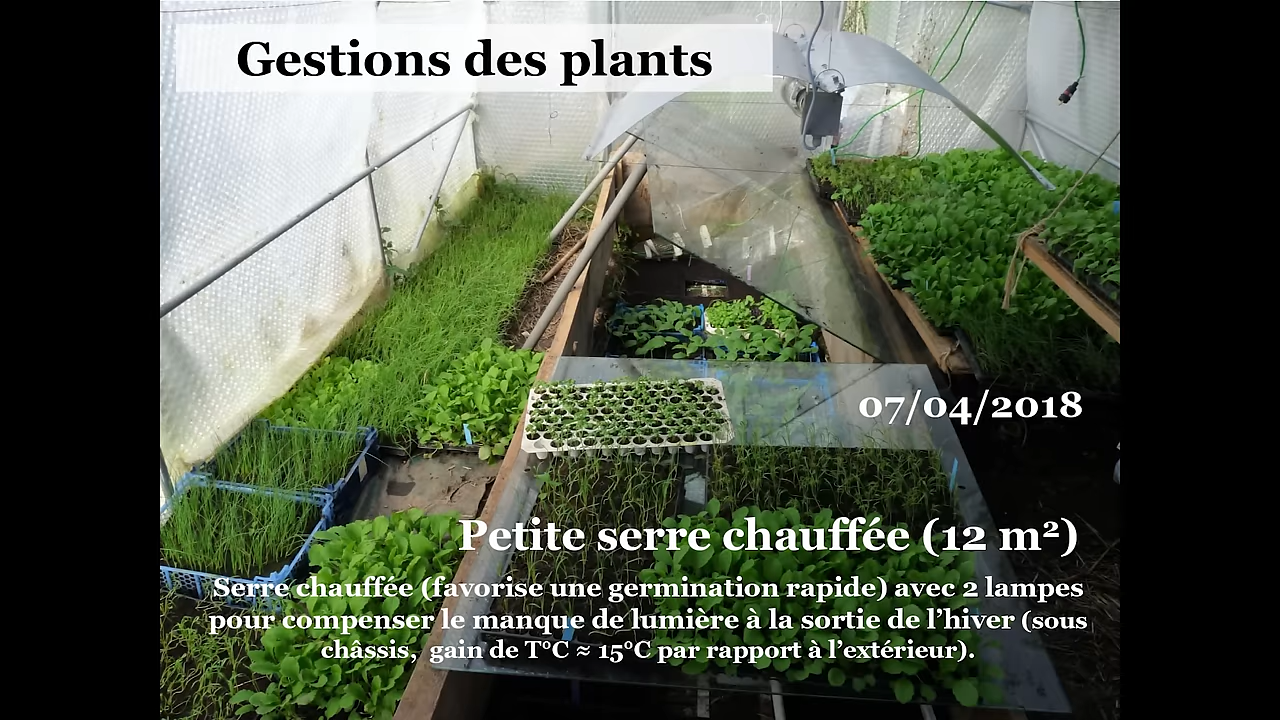 Gestions des plants
07/04/2018
Petite serre chauffée (12 m²)
Serre chauffée (favorise une germination rapide) avec 2 lampes
pour compenser le manque de lumière à la sortie de l’hiver (sous
châssis,  gain de T°C ≈ 15°C par rapport à l’extérieur).